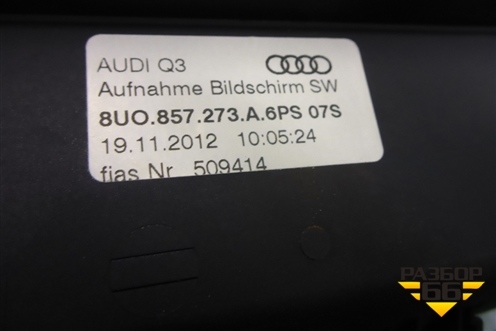 AUDI Q3
Aufnahme Bildschirm SW
8UO.857.273.A.6PS 07S
19.11.2012 10:05:24
fias Nr 509414
РАЗБОР
66